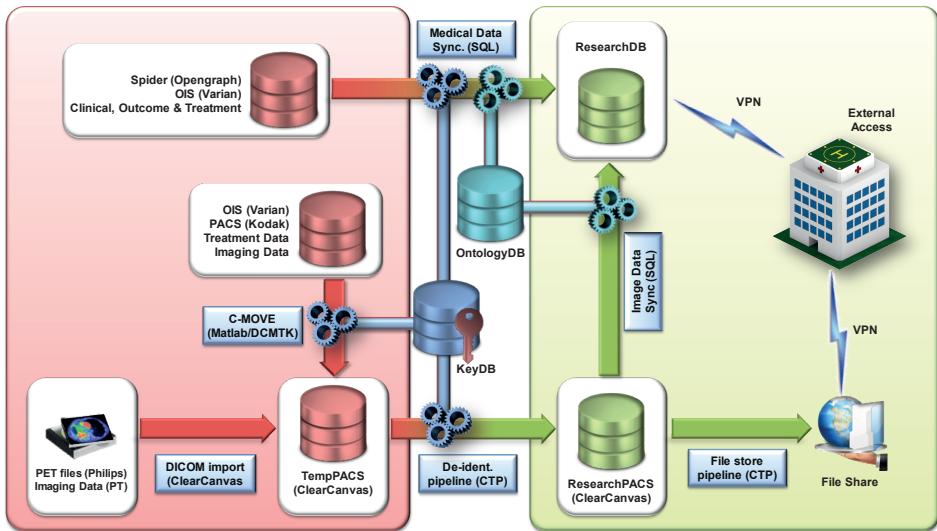 Medical Data
Sync. (SQL)
ResearchDB
Spider (Opengraph)
OIS (Varian)
Clinical, Outcome & Treatment
VPN
External
Access
H
OIS (Varian)
PACS (Kodak)
Treatment Data
Imaging Data
OntologyDB
Image Data
Sync (SQL)
C-MOVE
(Matlab/DCMTK)
KeyDB
VPN
PET files (Philips)
Imaging Data (PT)
DICOM import
(ClearCanvas
TempPACS
(ClearCanvas)
De-ident.
pipeline (CTP)
ResearchPACS
(ClearCanvas)
File store
pipeline (CTP)
File Share